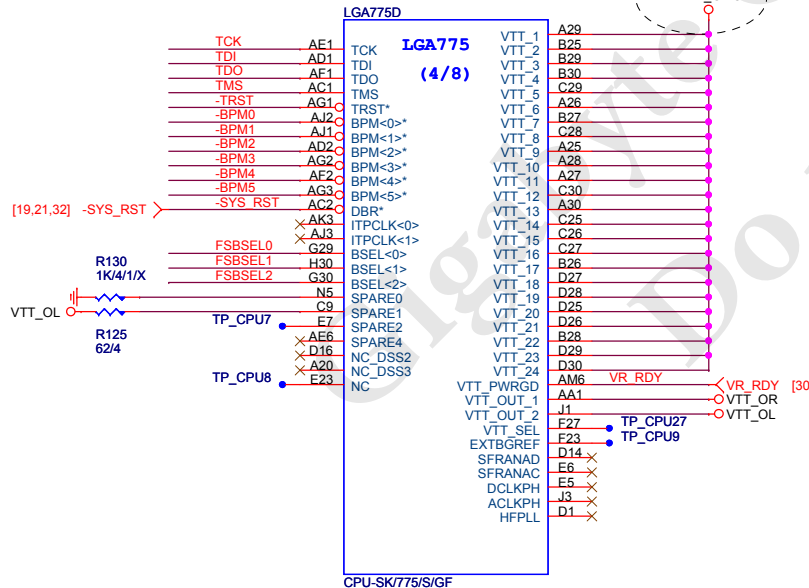 LGA775D
LGA775
(4/8)
TCK AE1 TCK
TDI AD1 TDI
TDO AF1 TDO
TMS AC1 TMS
-TRST AG1 TRST*
-BPM0 AJ2 BPM<0>*
-BPM1 AJ1 BPM<1>*
-BPM2 AD2 BPM<2>*
-BPM3 AG2 BPM<3>*
-BPM4 AF2 BPM<4>*
-BPM5 AG3 BPM<5>*
[19,21,32] -SYS_RST -SYS_RST AC2 DBR*
AK3 ITPCLK<0>
AJ3 ITPCLK<1>
FSBSEL0 G29 BSEL<0>
FSBSEL1 H30 BSEL<1>
FSBSEL2 G30 BSEL<2>
R130
1K/4/1/X
N5 SPARE0
VTT_OL C9 SPARE1
R125
62/4
TP_CPU7 E7 SPARE2
AE6 SPARE4
D16 NC_DSS2
A20 NC_DSS3
TP_CPU8 E23 NC
VTT_1 A29
VTT_2 B25
VTT_3 B29
VTT_4 B30
VTT_5 C29
VTT_6 A26
VTT_7 B27
VTT_8 C28
VTT_9 A25
VTT_10 A28
VTT_11 A27
VTT_12 C30
VTT_13 A30
VTT_14 C25
VTT_15 C26
VTT_16 C27
VTT_17 B26
VTT_18 D27
VTT_19 D28
VTT_20 D25
VTT_21 D26
VTT_22 B28
VTT_23 D29
VTT_24 D30
VTT_PWRGD AM6 VR_RDY VR_RDY [30
VTT_OUT_1 AA1 VTT_OR
VTT_OUT_2 J1 VTT_OL
VTT_SEL F27 TP_CPU27
EXTBGREF F23 TP_CPU9
SFRANAD D14
SFRANAC E6
DCLKPH E5
ACLKPH J3
HFPLL D1
CPU-SK/775/S/GF
Gigabyte
Do